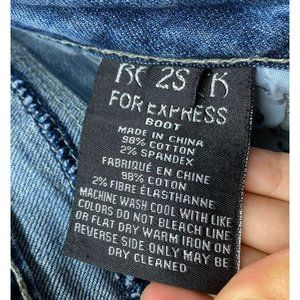 FOR EXPRESS
BOOT
MADE IN CHINA
98% COTTON
2% SPANDEX
FABRIQUÉ EN CHINE
98% COTON
2% FIBRE ÉLASTHANNE
MACHINE WASH COOL WITH LIKE
COLORS DO NOT BLEACH LINE
OR FLAT DRY WARM IRON ON
REVERSE SIDE ONLY MAY BE
DRY CLEANED